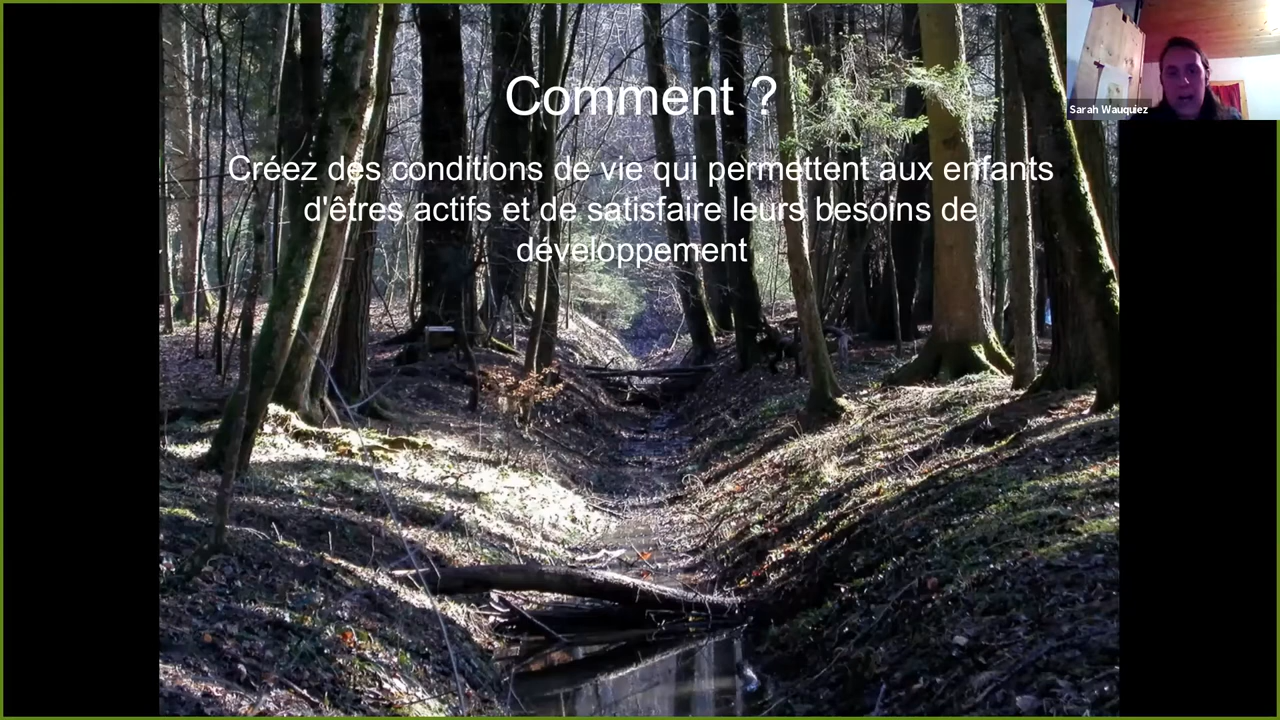 Comment ?
Créez des conditions de vie qui permettent aux enfants
d'êtres actifs et de satisfaire leurs besoins de
développement
Sarah Wauquiez